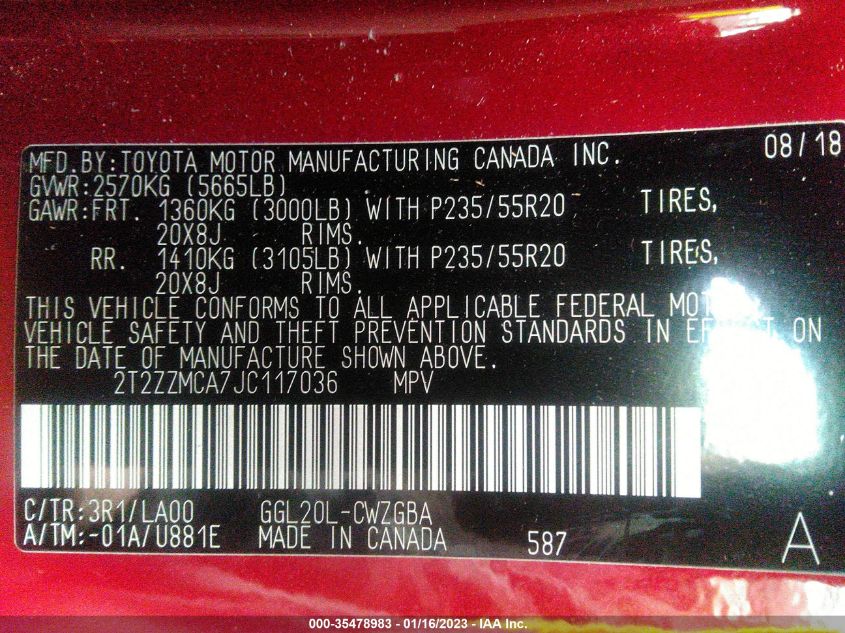 MFD.BY:TOYOTA MOTOR MANUFACTURING CANADA INC. 08/18
GVWR:2570KG (5665LB)
GAWR:FRT. 1360KG (3000LB) WITH P235/55R20 TIRES,
20X8J RIMS.
RR. 1410KG (3105LB) WITH P235/55R20 TIRES,
20X8J RIMS.
THIS VEHICLE CONFORMS TO ALL APPLICABLE FEDERAL MOTOR
VEHICLE SAFETY AND THEFT PREVENTION STANDARDS IN EFFECT ON
THE DATE OF MANUFACTURE SHOWN ABOVE.
2T2ZZMCA7JC117036 MPV
C/TR:3R1/LA00 GGL20L-CWZGBA
A/TM:-01A/U881E MADE IN CANADA 587 A
000-35478983 - 01/16/2023 - IAA Inc.